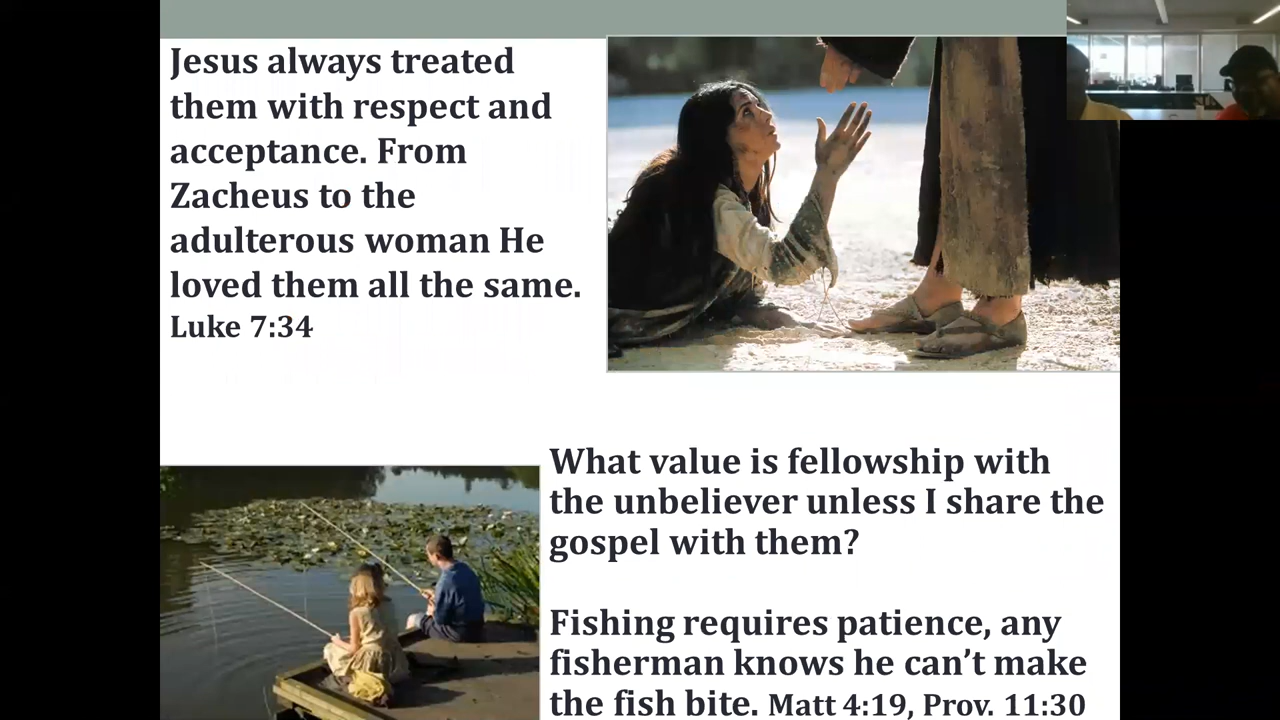 Jesus always treated
them with respect and
acceptance. From
Zacheus to the
adulterous woman He
loved them all the same.
Luke 7:34
What value is fellowship with
the unbeliever unless I share the
gospel with them?
Fishing requires patience, any
fisherman knows he can’t make
the fish bite. Matt 4:19, Prov. 11:30